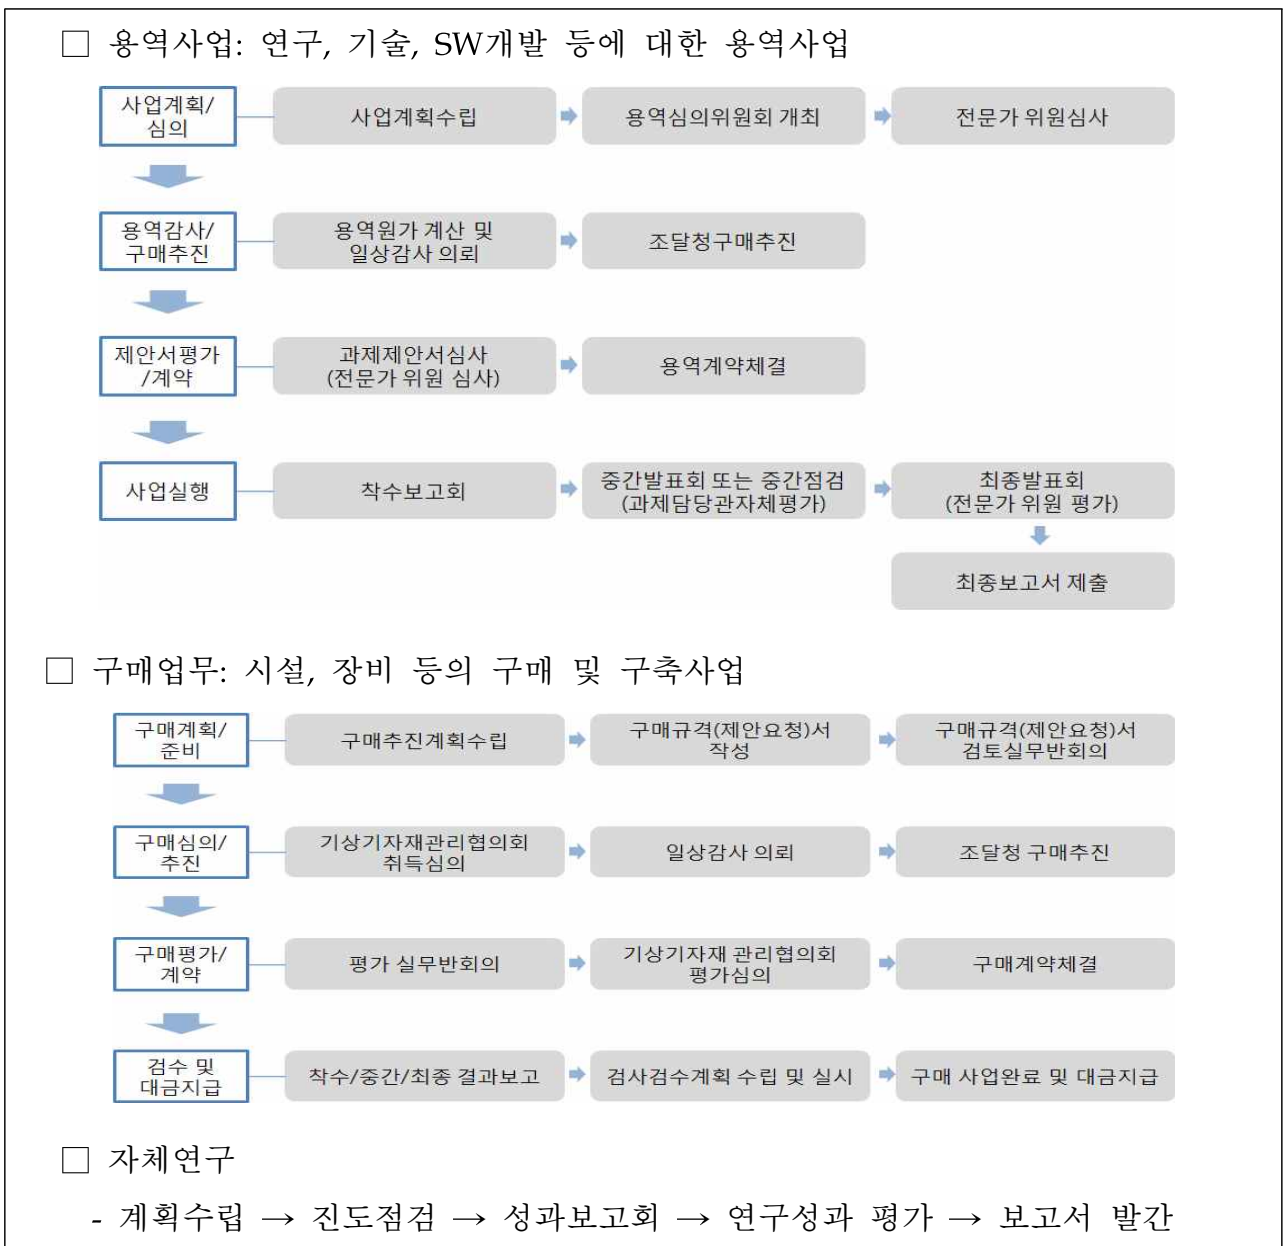 □ 용역사업: 연구, 기술, SW개발 등에 대한 용역사업
사업계획/
심의
사업계획수립
용역심의위원회 개최
전문가 위원심사
용역감사/
구매추진
용역원가 계산 및
일상감사 의뢰
조달청구매추진
제안서평가
/계약
과제제안서심사
(전문가 위원 심사)
용역계약체결
사업실행
착수보고회
중간발표회 또는 중간점검
(과제담당관자체평가)
최종발표회
(전문가 위원 평가)
최종보고서 제출
□ 구매업무: 시설, 장비 등의 구매 및 구축사업
구매계획/
준비
구매추진계획수립
구매규격(제안요청)서
작성
구매규격(제안요청)서
검토실무반회의
구매심의/
추진
기상기자재관리협의회
취득심의
일상감사 의뢰
조달청 구매추진
구매평가/
계약
평가 실무반회의
기상기자재 관리협의회
평가심의
구매계약체결
검수 및
대금지급
착수/중간/최종 결과보고
검사검수계획 수립 및 실시
구매 사업완료 및 대금지급
□ 자체연구
- 계획수립 → 진도점검 → 성과보고회 → 연구성과 평가 → 보고서 발간